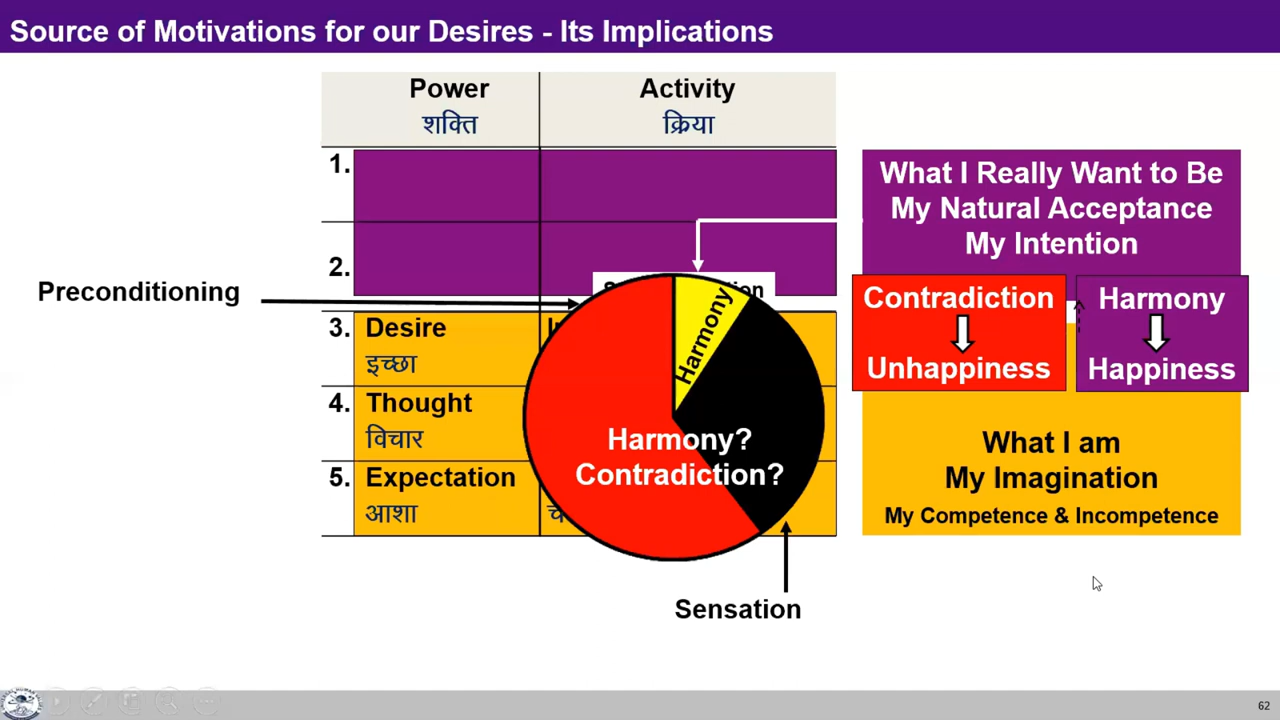 Source of Motivations for our Desires - Its Implications
Power
Activity
शक्ति
क्रिया
1.
What I Really Want to Be
My Natural Acceptance
My Intention
2.
Preconditioning
Contradiction
Unhappiness
Harmony
Happiness
3. Desire
इच्छा
4. Thought
विचार
5. Expectation
आशा
Harmony
Harmony?
Contradiction?
What I am
My Imagination
My Competence & Incompetence
Sensation
62